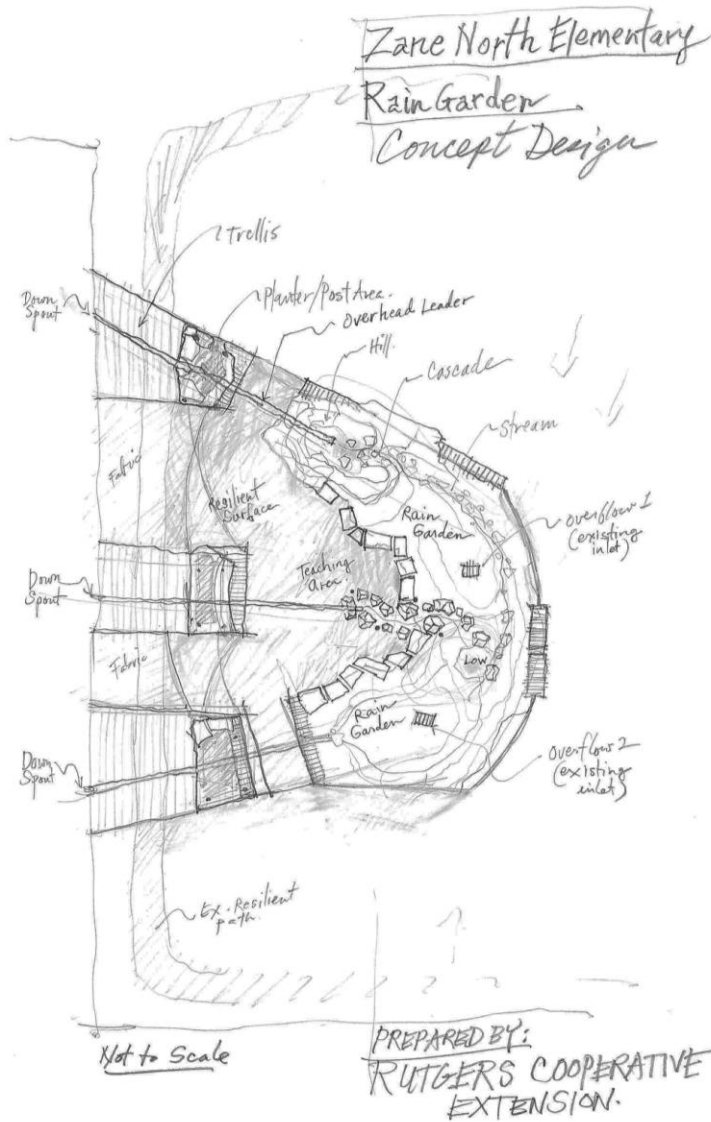 Zane North Elementary
Rain Garden
Concept Design
Trellis
Down
Spout
Planter/Post Area.
Overhead Leader
Hill.
Cascade
Stream
Fabric
Resilient
Surface
Rain
Garden
Overflow 1
(existing
inlet)
Teaching
Area.
Down
Spout
Low
Fabric
Rain
Garden
Down
Spout
Overflow 2
(existing
inlet)
Ex. Resilient
path.
Not to Scale
PREPARED BY:
RUTGERS COOPERATIVE
EXTENSION.